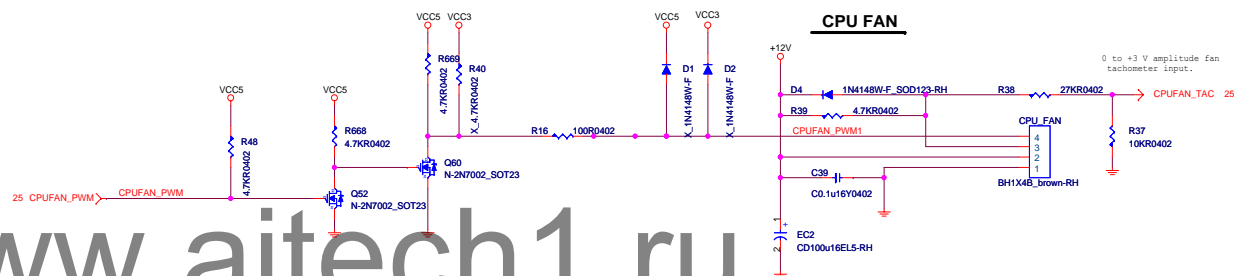 CPU FAN
VCC5
VCC3
VCC5
VCC3
+12V
0 to +3 V amplitude fan
tachometer input.
R669
4.7KR0402
R40
X_4.7KR0402
D1
X_1N4148W-F
D2
X_1N4148W-F
D4
1N4148W-F_SOD123-RH
R38
27KR0402
CPUFAN_TAC 25
VCC5
VCC5
R39
4.7KR0402
CPU_FAN
R48
4.7KR0402
R668
4.7KR0402
R16
100R0402
CPUFAN_PWM1
4
3
2
1
BH1X4B_brown-RH
R37
10KR0402
Q60
N-2N7002_SOT23
C39
C0.1u16Y0402
25 CPUFAN_PWM
CPUFAN_PWM
Q52
N-2N7002_SOT23
1
2
EC2
CD100u16EL5-RH
ww.aitech1.ru